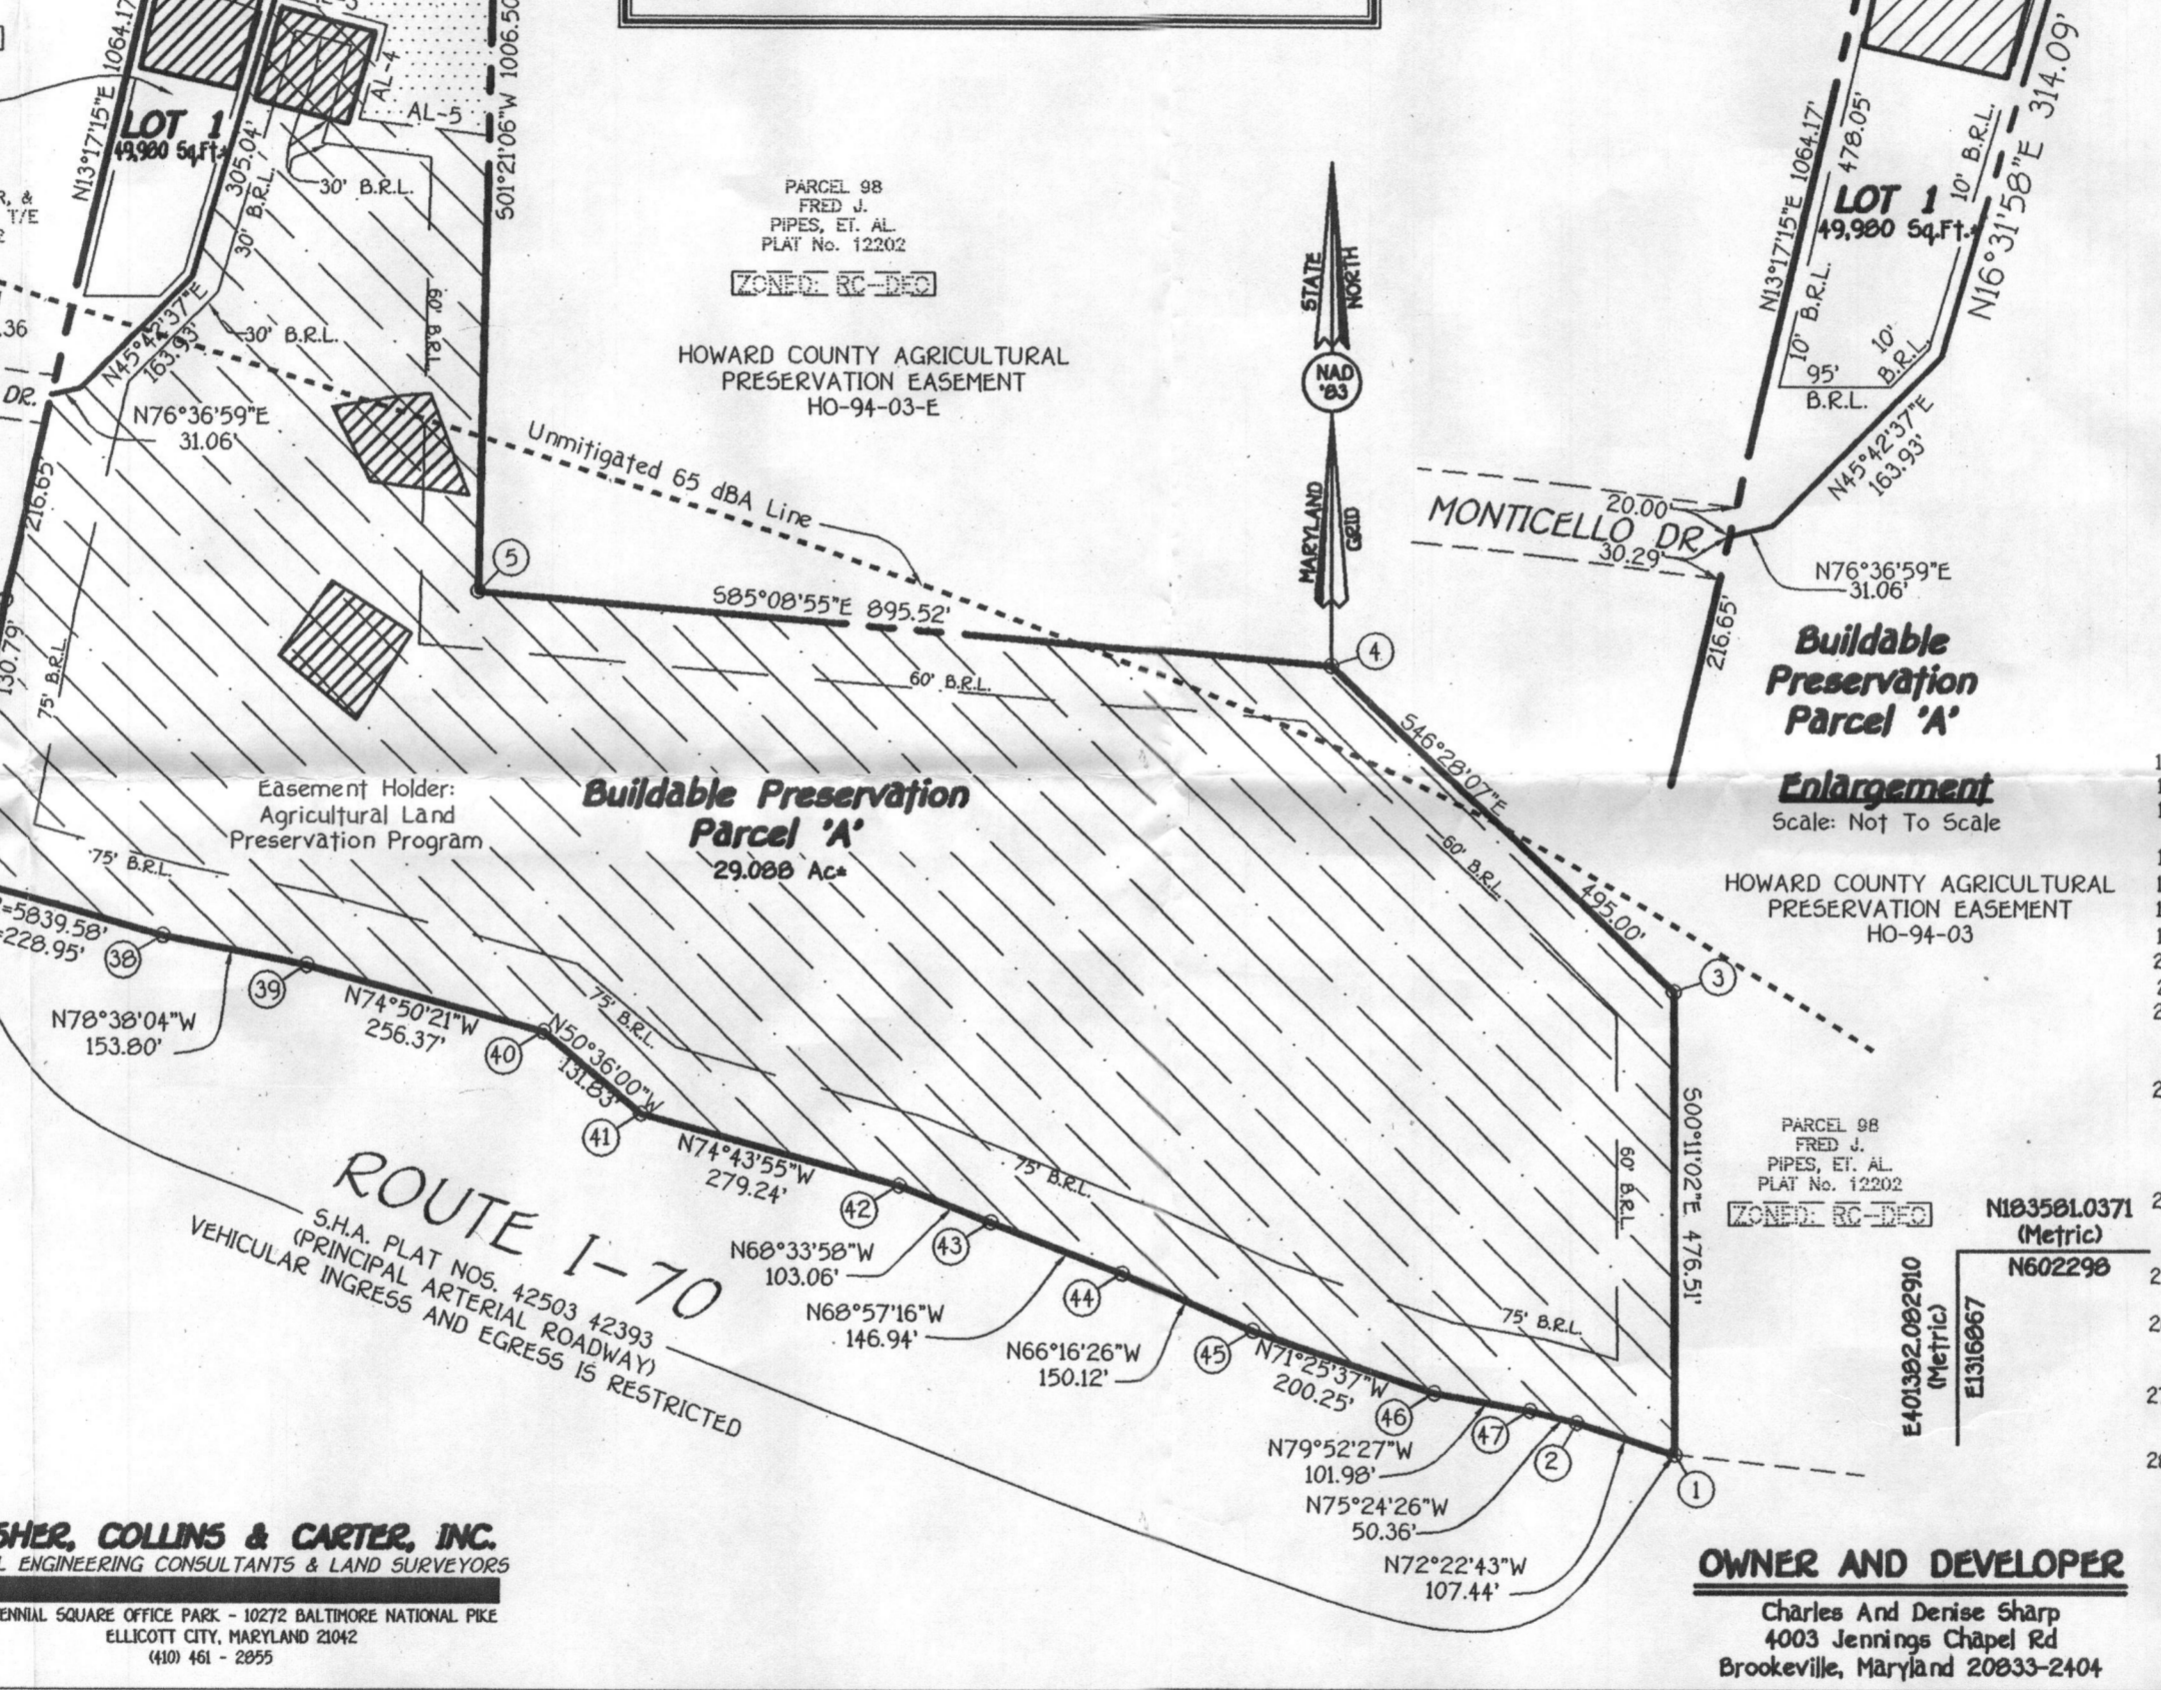 N13°17'15"E 1064.17'
LOT 1
49,980 Sq.Ft.±
305.04'
30' B.R.L.
30' B.R.L.
AL-4
AL-5
S01°21'06"W 1006.50
PARCEL 98
FRED J.
PIPES, ET. AL.
PLAT No. 12202
ZONED: RC-DEO
HOWARD COUNTY AGRICULTURAL
PRESERVATION EASEMENT
HO-94-03-E
STATE
NORTH
NAD
'83
MARYLAND
GRID
R, &
T/E
.36
DR.
N45°42'37"E
163.93'
30' B.R.L.
60' B.R.L.
N76°36'59"E
31.06'
216.65'
130.79'
75' B.R.L.
Unmitigated 65 dBA Line
5
S85°08'55"E 895.52'
60' B.R.L.
4
S46°28'07"E
495.00'
60' B.R.L.
3
Easement Holder:
Agricultural Land
Preservation Program
Buildable Preservation
Parcel 'A'
29.088 Ac±
75' B.R.L.
=5839.58'
=228.95'
38
39
N78°38'04"W
153.80'
N74°50'21"W
256.37'
40
N50°36'00"W
131.83'
75' B.R.L.
41
N74°43'55"W
279.24'
42
N68°33'58"W
103.06'
43
75' B.R.L.
N68°57'16"W
146.94'
44
N66°16'26"W
150.12'
45
N71°25'37"W
200.25'
46
75' B.R.L.
N79°52'27"W
101.98'
47
N75°24'26"W
50.36'
2
N72°22'43"W
107.44'
1
60' B.R.L.
S00°11'02"E 476.51'
ROUTE I-70
S.H.A. PLAT NOS. 42503 42393
(PRINCIPAL ARTERIAL ROADWAY)
VEHICULAR INGRESS AND EGRESS IS RESTRICTED
N13°17'15"E 1064.17'
478.05'
314.09'
10' B.R.L.
LOT 1
49,980 Sq.Ft.±
N16°31'58"E
10' B.R.L.
10'
B.R.L.
95'
B.R.L.
N45°42'37"E
163.93'
20.00
MONTICELLO DR.
30.29'
N76°36'59"E
31.06'
216.65'
Buildable
Preservation
Parcel 'A'
Enlargement
Scale: Not To Scale
HOWARD COUNTY AGRICULTURAL
PRESERVATION EASEMENT
HO-94-03
PARCEL 98
FRED J.
PIPES, ET. AL.
PLAT No. 12202
ZONED: RC-DEO
N183581.0371
(Metric)
N602298
E401382.082910
(Metric)
E1316867
SHER, COLLINS & CARTER, INC.
L ENGINEERING CONSULTANTS & LAND SURVEYORS
ENNIAL SQUARE OFFICE PARK - 10272 BALTIMORE NATIONAL PIKE
ELLICOTT CITY, MARYLAND 21042
(410) 461 - 2855
OWNER AND DEVELOPER
Charles And Denise Sharp
4003 Jennings Chapel Rd
Brookeville, Maryland 20833-2404